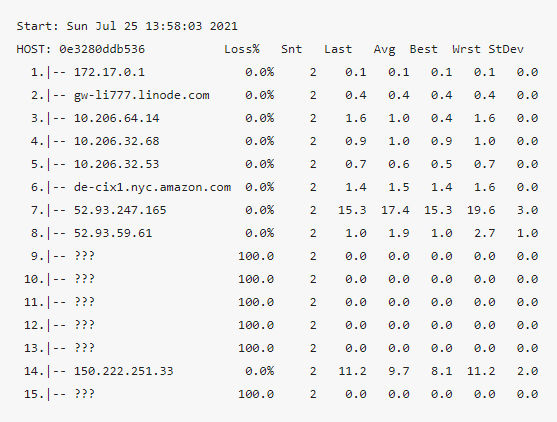 Start: Sun Jul 25 13:58:03 2021
HOST: 0e3280ddb536 Loss% Snt Last Avg Best Wrst StDev
1.|-- 172.17.0.1 0.0% 2 0.1 0.1 0.1 0.1 0.0
2.|-- gw-li777.linode.com 0.0% 2 0.4 0.4 0.4 0.4 0.0
3.|-- 10.206.64.14 0.0% 2 1.6 1.0 0.4 1.6 0.0
4.|-- 10.206.32.68 0.0% 2 0.9 1.0 0.9 1.0 0.0
5.|-- 10.206.32.53 0.0% 2 0.7 0.6 0.5 0.7 0.0
6.|-- de-cix1.nyc.amazon.com 0.0% 2 1.4 1.5 1.4 1.6 0.0
7.|-- 52.93.247.165 0.0% 2 15.3 17.4 15.3 19.6 3.0
8.|-- 52.93.59.61 0.0% 2 1.0 1.9 1.0 2.7 1.0
9.|-- ??? 100.0 2 0.0 0.0 0.0 0.0 0.0
10.|-- ??? 100.0 2 0.0 0.0 0.0 0.0 0.0
11.|-- ??? 100.0 2 0.0 0.0 0.0 0.0 0.0
12.|-- ??? 100.0 2 0.0 0.0 0.0 0.0 0.0
13.|-- ??? 100.0 2 0.0 0.0 0.0 0.0 0.0
14.|-- 150.222.251.33 0.0% 2 11.2 9.7 8.1 11.2 2.0
15.|-- ??? 100.0 2 0.0 0.0 0.0 0.0 0.0